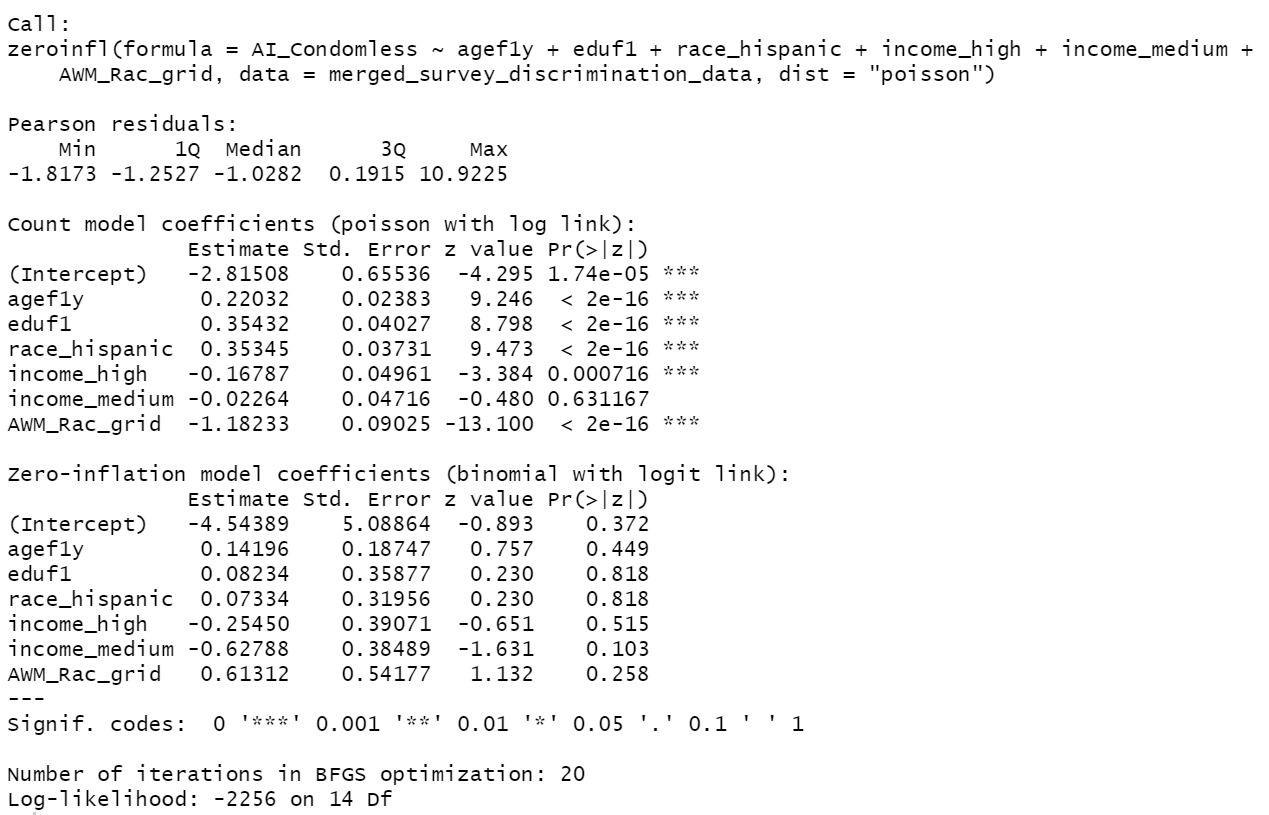 Call:
zeroinfl(formula = AI_Condomless ~ agef1y + eduf1 + race_hispanic + income_high + income_medium +
    AWM_Rac_grid, data = merged_survey_discrimination_data, dist = "poisson")

Pearson residuals:
    Min      1Q  Median      3Q     Max
-1.8173 -1.2527 -1.0282  0.1915 10.9225

Count model coefficients (poisson with log link):
              Estimate Std. Error z value Pr(>|z|)
(Intercept)   -2.81508    0.65536  -4.295 1.74e-05 ***
agef1y         0.22032    0.02383   9.246  < 2e-16 ***
eduf1          0.35432    0.04027   8.798  < 2e-16 ***
race_hispanic  0.35345    0.03731   9.473  < 2e-16 ***
income_high   -0.16787    0.04961  -3.384 0.000716 ***
income_medium -0.02264    0.04716  -0.480 0.631167
AWM_Rac_grid  -1.18233    0.09025 -13.100  < 2e-16 ***

Zero-inflation model coefficients (binomial with logit link):
              Estimate Std. Error z value Pr(>|z|)
(Intercept)   -4.54389    5.08864  -0.893    0.372
agef1y         0.14196    0.18747   0.757    0.449
eduf1          0.08234    0.35877   0.230    0.818
race_hispanic  0.07334    0.31956   0.230    0.818
income_high   -0.25450    0.39071  -0.651    0.515
income_medium -0.62788    0.38489  -1.631    0.103
AWM_Rac_grid   0.61312    0.54177   1.132    0.258
---
Signif. codes:  0 '***' 0.001 '**' 0.01 '*' 0.05 '.' 0.1 ' ' 1

Number of iterations in BFGS optimization: 20
Log-likelihood: -2256 on 14 Df